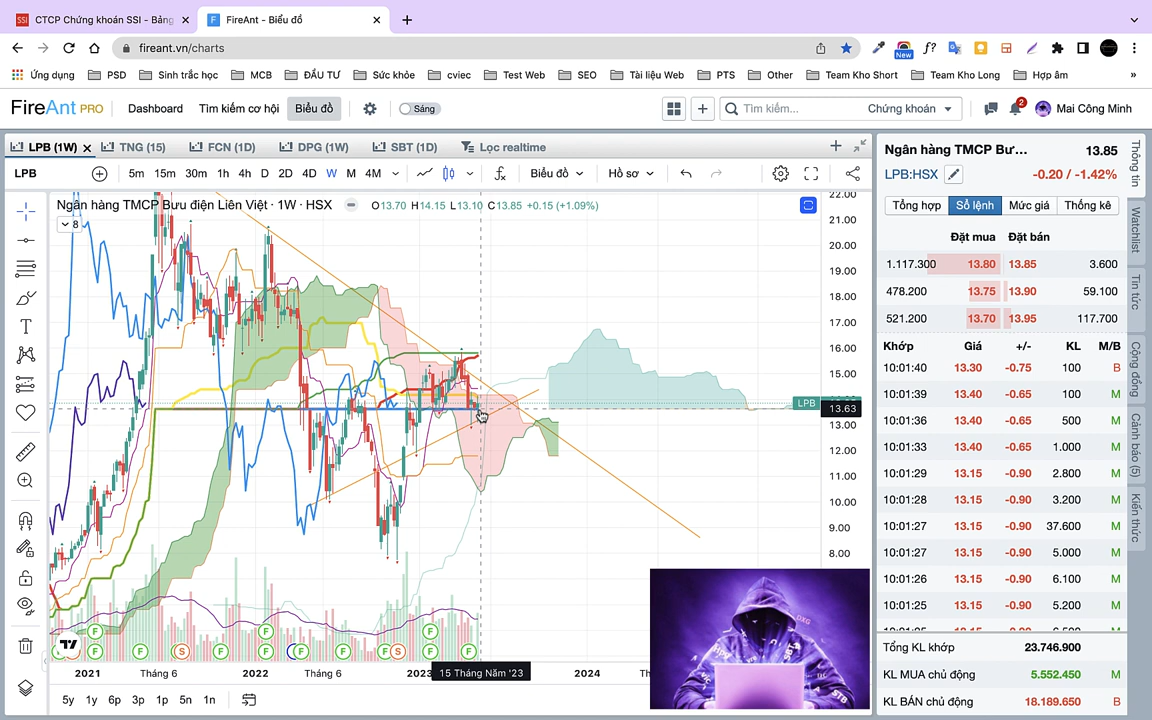 CTCP Chứng khoán SSI - Bảng
FireAnt - Biểu đồ
fireant.vn/charts
New
f?
Ứng dụng PSD Sinh trắc học MCB ĐẦU TƯ Sức khỏe cviec Test Web SEO Tài liệu Web PTS Other Team Kho Short Team Kho Long Hợp âm »
FireAnt PRO Dashboard Tìm kiếm cơ hội Biểu đồ Sáng Tìm kiếm... Chứng khoán 2 Mai Công Minh
LPB (1W) TNG (15) FCN (1D) DPG (1W) SBT (1D) Lọc realtime
LPB 5m 15m 30m 1h 4h D 2D 4D W M 4M Biểu đồ Hồ sơ
Ngân hàng TMCP Bưu điện Liên Việt · 1W · HSX O13.70 H14.15 L13.10 C13.85 +0.15 (+1.09%)
8
22.00
21.00
20.00
19.00
18.00
17.00
16.00
15.00
LPB
13.63
13.00
12.00
11.00
10.00
9.00
8.00
2021 Tháng 6 2022 Tháng 6 2023 15 Tháng Năm '23 2024
5y 1y 6p 3p 1p 5n 1n
Ngân hàng TMCP Bư... 13.85
LPB:HSX -0.20 / -1.42%
Tổng hợp Sổ lệnh Mức giá Thống kê
Đặt mua Đặt bán
1.117.300 13.80 13.85 3.600
478.200 13.75 13.90 59.100
521.200 13.70 13.95 117.700
Khớp Giá +/- KL M/B
10:01:40 13.30 -0.75 100 B
10:01:39 13.40 -0.65 100 M
10:01:36 13.40 -0.65 500 M
10:01:33 13.40 -0.65 1.000 M
10:01:29 13.15 -0.90 2.800 M
10:01:28 13.15 -0.90 3.200 M
10:01:27 13.15 -0.90 37.600 M
10:01:27 13.15 -0.90 5.000 M
10:01:26 13.15 -0.90 6.100 M
10:01:25 13.15 -0.90 5.200 M
Tổng KL khớp 23.746.900
KL MUA chủ động 5.552.450 M
KL BÁN chủ động 18.189.650 B
Thông tin
Watchlist
Tin tức
Cộng đồng
Cảnh báo (5)
Kiến thức